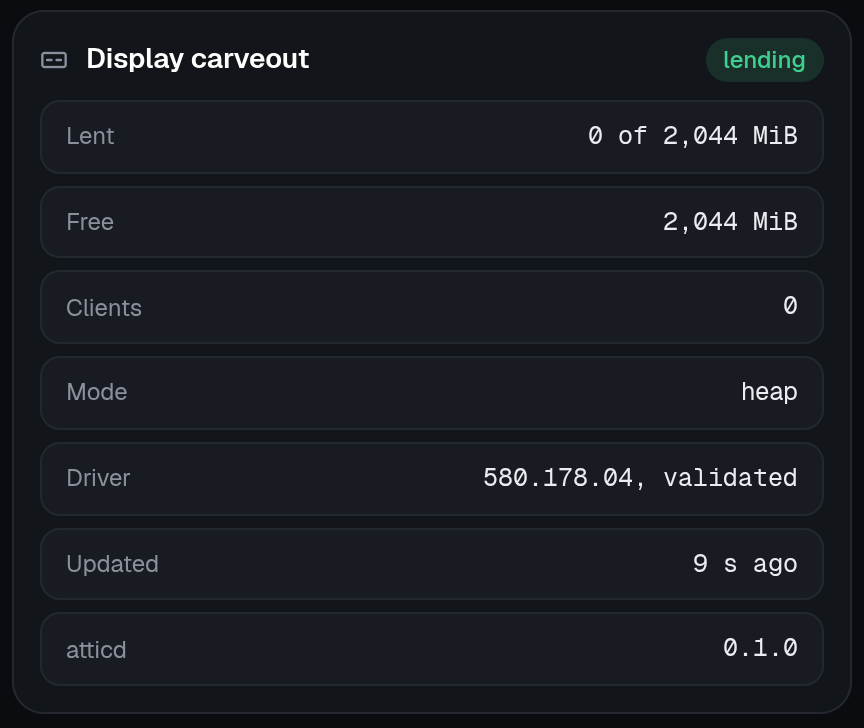 Display carveout lending
Lent 0 of 2,044 MiB
Free 2,044 MiB
Clients 0
Mode heap
Driver 580.178.04, validated
Updated 9 s ago
atticd 0.1.0